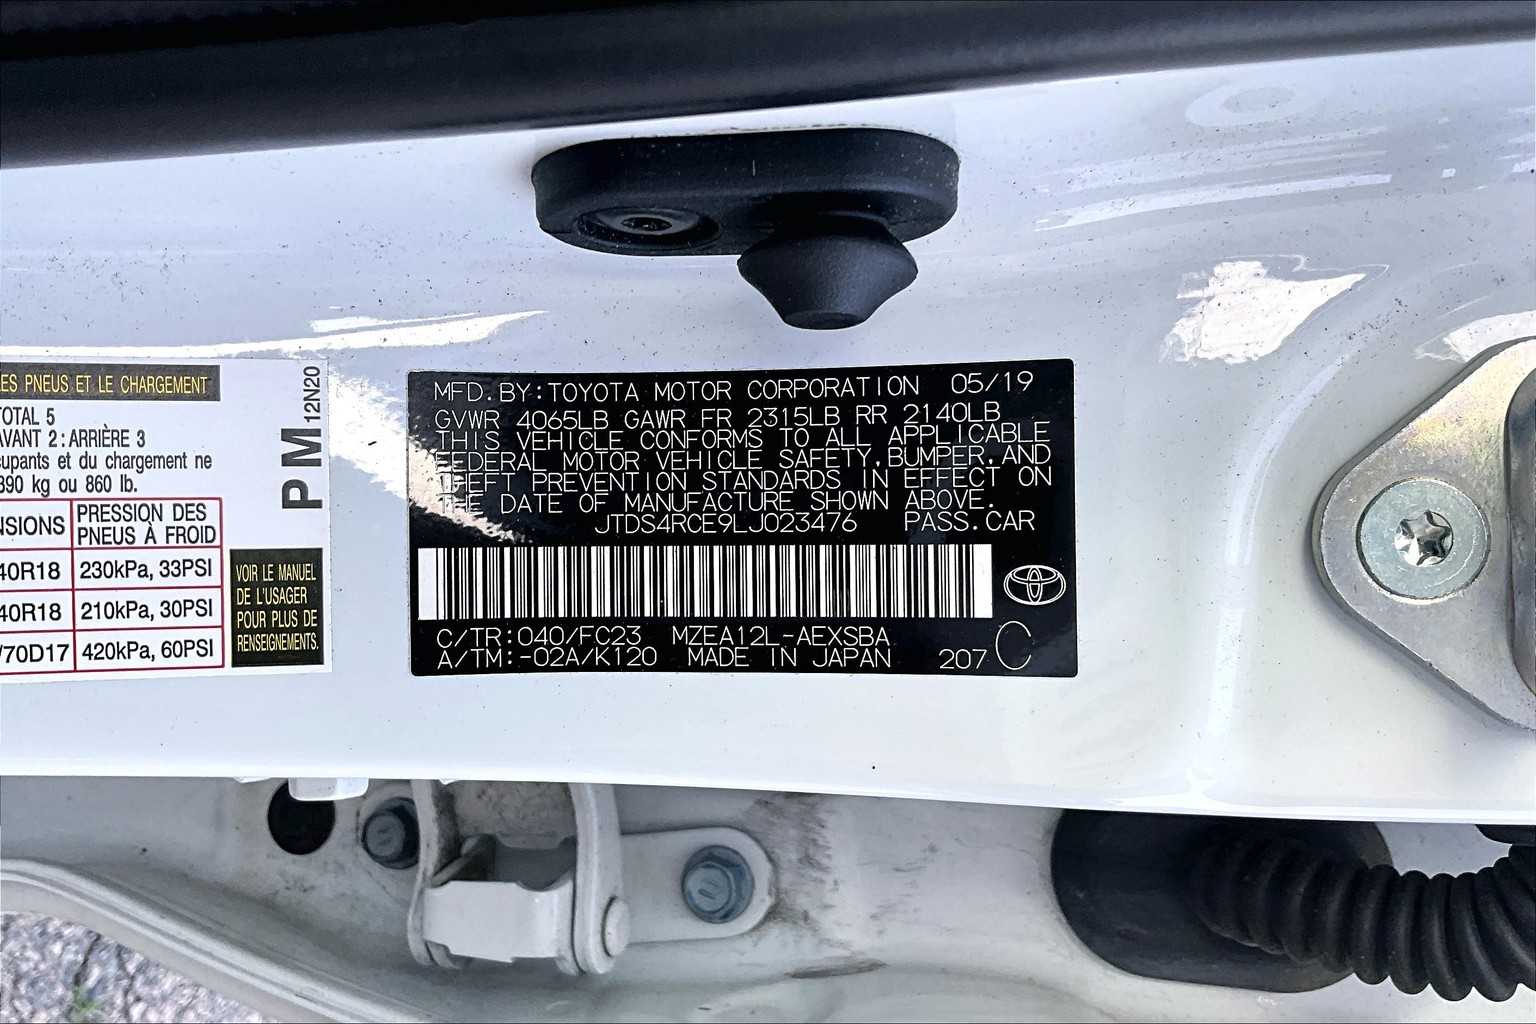 LES PNEUS ET LE CHARGEMENT
TOTAL 5
AVANT 2 : ARRIÈRE 3
et du chargement ne
390 kg ou 860 lb.
PRESSION DES
PNEUS À FROID
40R18 230kPa, 33PSI
40R18 210kPa, 30PSI
/70D17 420kPa, 60PSI
PM 12N20
VOIR LE MANUEL
DE L'USAGER
POUR PLUS DE
RENSEIGNEMENTS.
MFD. BY: TOYOTA MOTOR CORPORATION 05/19
GVWR 4065LB GAWR FR 2315LB RR 2140LB
THIS VEHICLE CONFORMS TO ALL APPLICABLE
FEDERAL MOTOR VEHICLE SAFETY, BUMPER, AND
THEFT PREVENTION STANDARDS IN EFFECT ON
THE DATE OF MANUFACTURE SHOWN ABOVE.
JTDS4RCE9LJ023476 PASS. CAR
C/TR: 040/FC23 MZEA12L-AEXSBA
A/TM: -02A/K120 MADE IN JAPAN 207 C